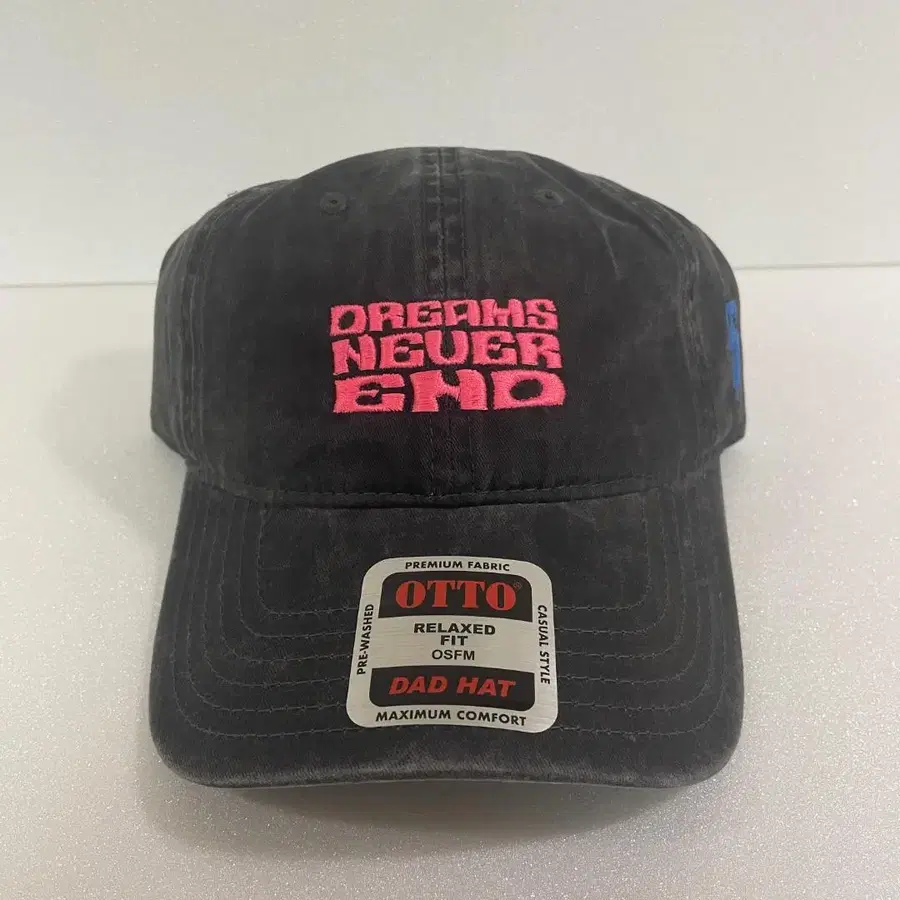 DREAMS
NEVER
END
PREMIUM FABRIC
OTTO®
RELAXED
FIT
OSFM
DAD HAT
MAXIMUM COMFORT
PRE-WASHED
CASUAL STYLE